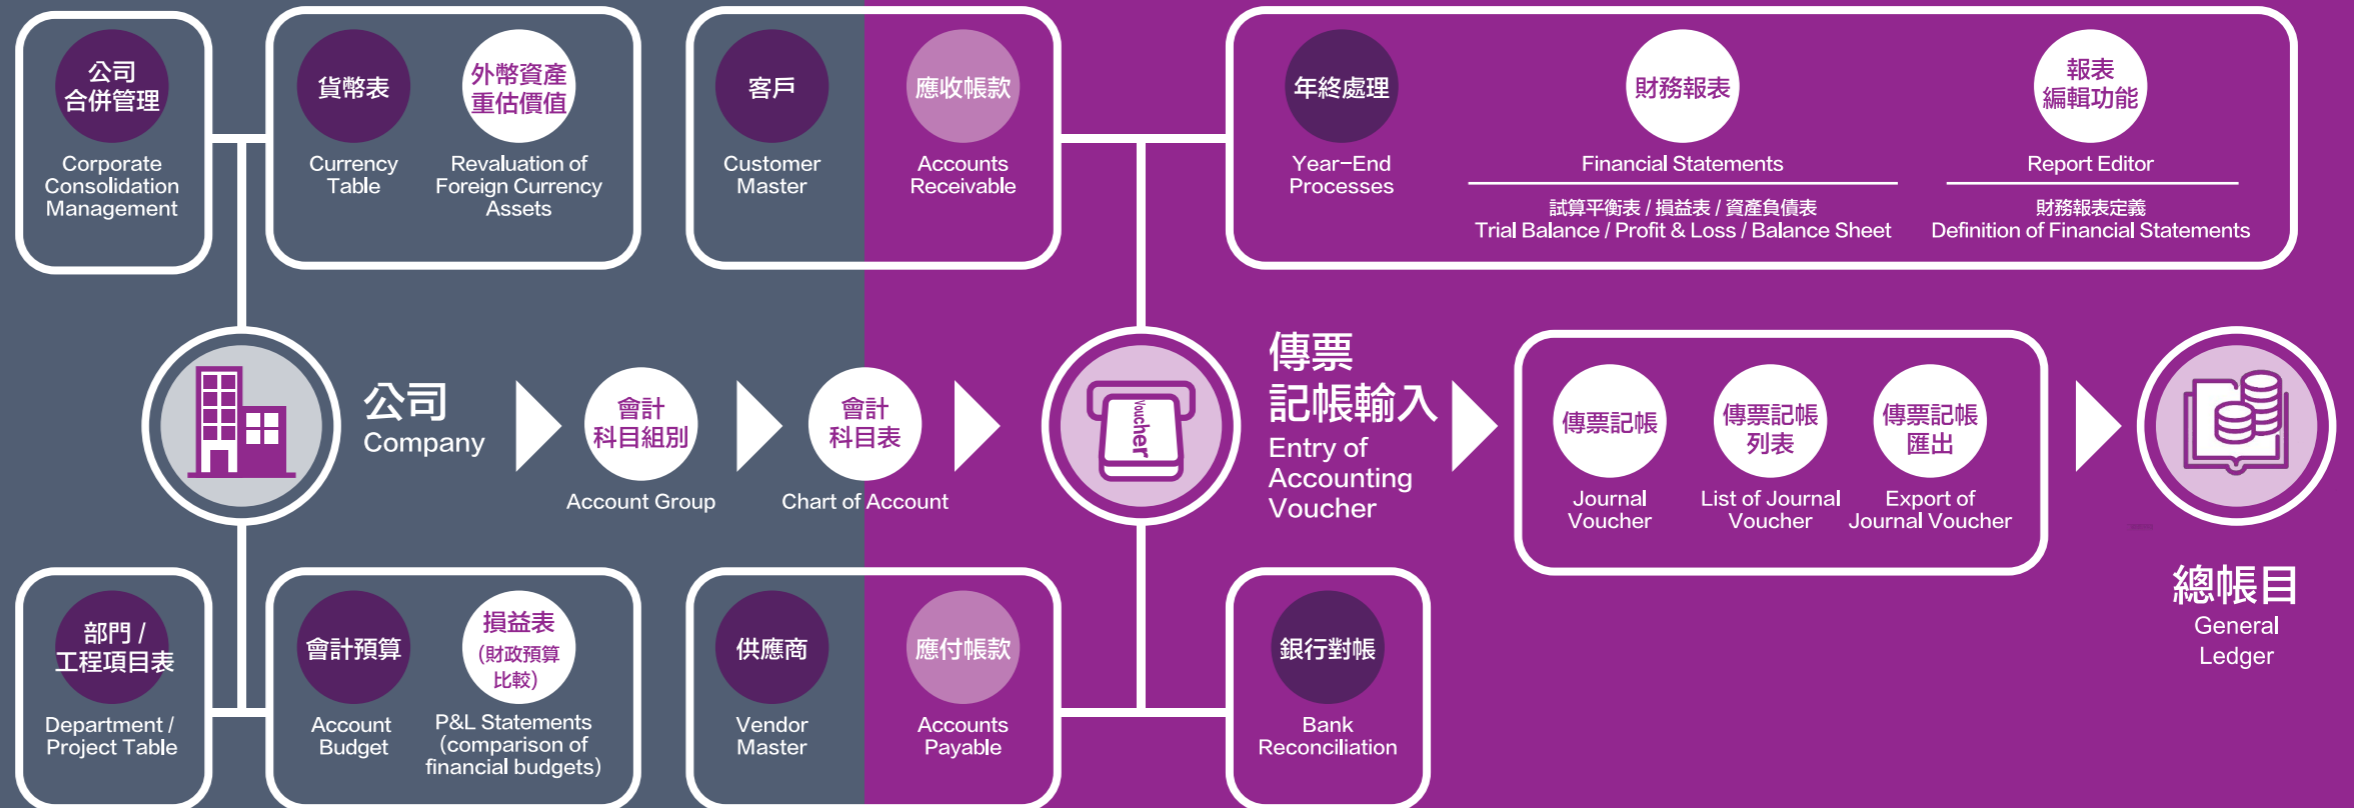 公司
合併管理
Corporate
Consolidation
Management
貨幣表
Currency
Table
外幣資產
重估價值
Revaluation of
Foreign Currency
Assets
客戶
Customer
Master
應收帳款
Accounts
Receivable
年終處理
Year-End
Processes
財務報表
Financial Statements
試算平衡表 / 損益表 / 資產負債表
Trial Balance / Profit & Loss / Balance Sheet
報表
編輯功能
Report Editor
財務報表定義
Definition of Financial Statements
公司
Company
會計
科目組別
Account Group
會計
科目表
Chart of Account
Voucher
傳票
記帳輸入
Entry of
Accounting
Voucher
傳票記帳
Journal
Voucher
傳票記帳
列表
List of Journal
Voucher
傳票記帳
匯出
Export of
Journal Voucher
總帳目
General
Ledger
部門 /
工程項目表
Department /
Project Table
會計預算
Account
Budget
損益表
(財政預算
比較)
P&L Statements
(comparison of
financial budgets)
供應商
Vendor
Master
應付帳款
Accounts
Payable
銀行對帳
Bank
Reconciliation